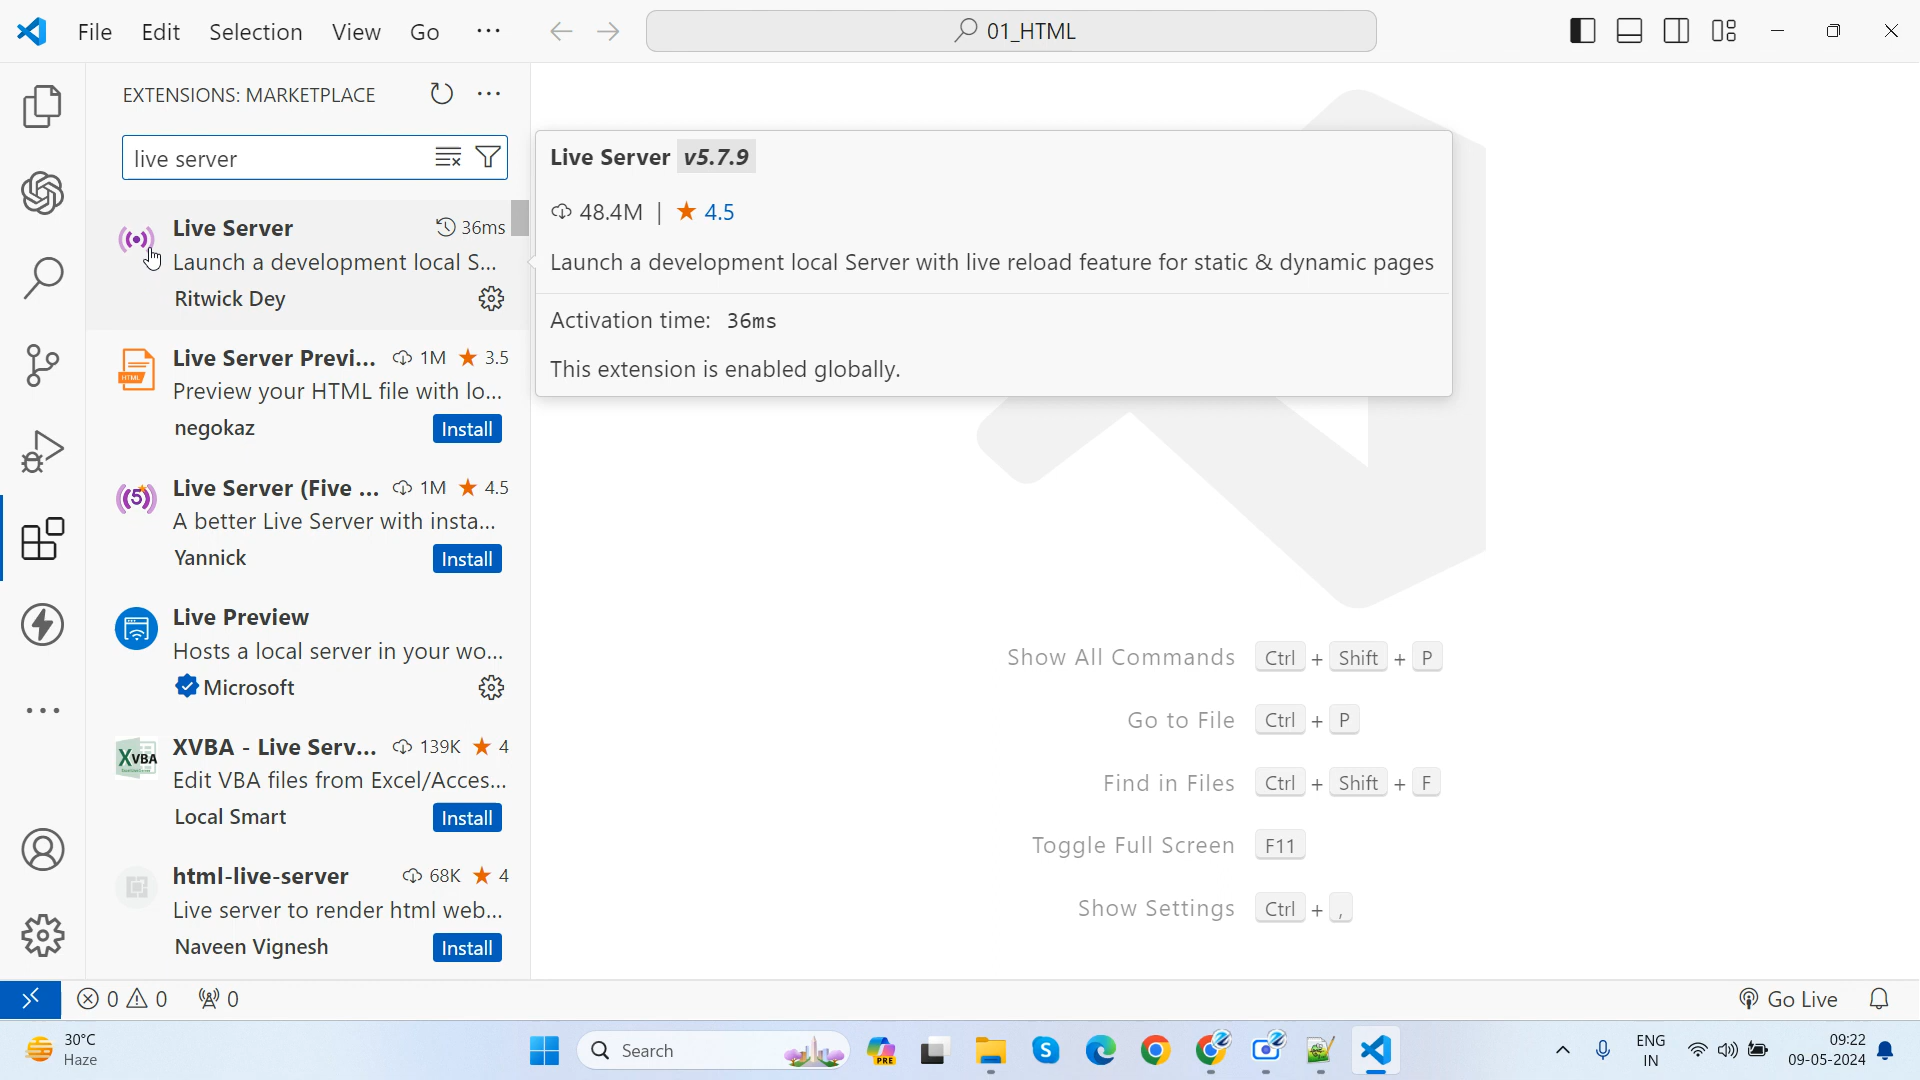 File Edit Selection View Go ··· 01_HTML
EXTENSIONS: MARKETPLACE ···
live server
Live Server 36ms
Launch a development local S...
Ritwick Dey
Live Server Previ... 1M ★ 3.5
Preview your HTML file with lo...
HTML
negokaz Install
Live Server (Five ... 1M ★ 4.5
A better Live Server with insta...
5
Yannick Install
Live Preview
Hosts a local server in your wo...
Microsoft
XVBA - Live Serv... 139K ★ 4
Edit VBA files from Excel/Acces...
XVBA
Local Smart Install
html-live-server 68K ★ 4
Live server to render html web...
Naveen Vignesh Install
Live Server v5.7.9
48.4M | ★ 4.5
Launch a development local Server with live reload feature for static & dynamic pages
Activation time: 36ms
This extension is enabled globally.
Show All Commands Ctrl + Shift + P
Go to File Ctrl + P
Find in Files Ctrl + Shift + F
Toggle Full Screen F11
Show Settings Ctrl + ,
0 0 0 Go Live
30°C
Haze
Search
PRE
S
ENG
IN
09:22
09-05-2024